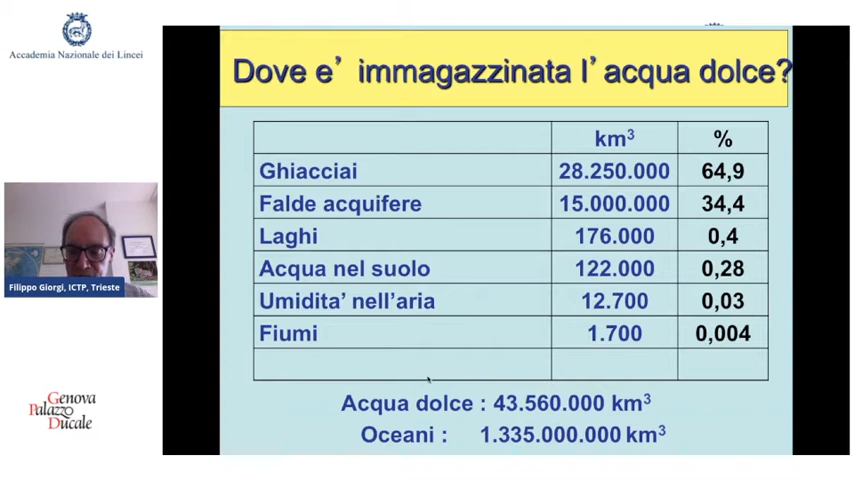 Accademia Nazionale dei Lincei
Dove e' immagazzinata l'acqua dolce?
km³ %
Ghiacciai 28.250.000 64,9
Falde acquifere 15.000.000 34,4
Laghi 176.000 0,4
Acqua nel suolo 122.000 0,28
Umidita' nell'aria 12.700 0,03
Fiumi 1.700 0,004
Acqua dolce : 43.560.000 km³
Oceani : 1.335.000.000 km³
Filippo Giorgi, ICTP, Trieste
Genova
Palazzo
Ducale